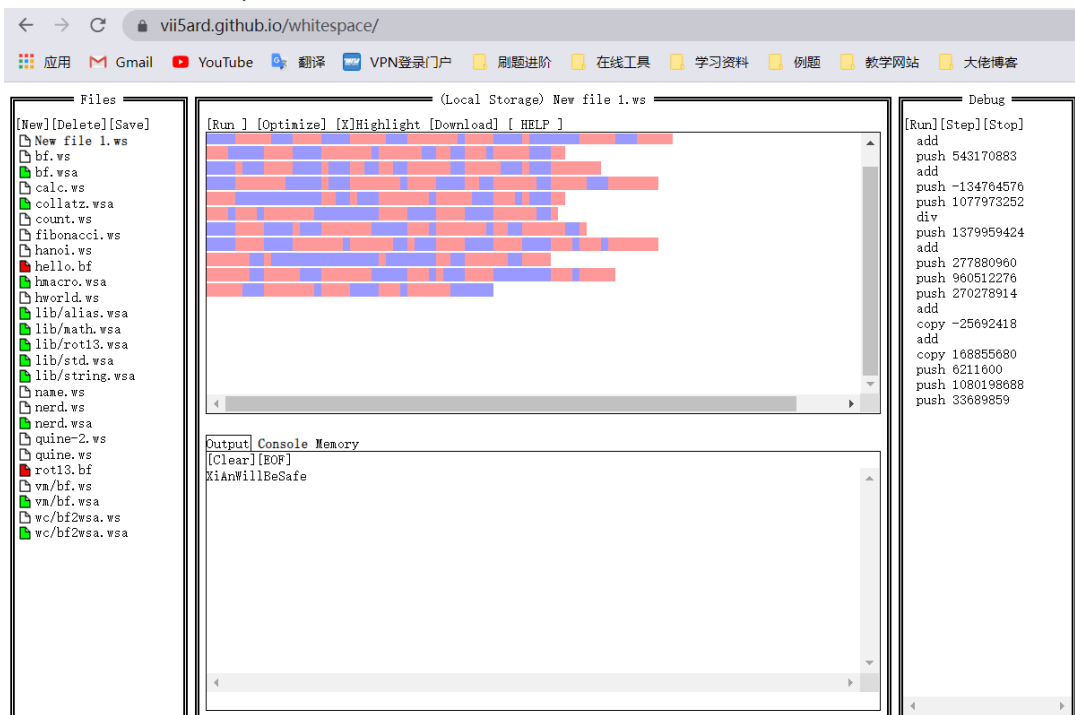 vii5ard.github.io/whitespace/
应用 Gmail YouTube 翻译 VPN登录门户 刷题进阶 在线工具 学习资料 例题 教学网站 大佬博客
Files
[New][Delete][Save]
New file 1.ws
bf.ws
bf.wsa
calc.ws
collatz.wsa
count.ws
fibonacci.ws
hanoi.ws
hello.bf
hmacro.wsa
hworld.ws
lib/alias.wsa
lib/math.wsa
lib/rot13.wsa
lib/std.wsa
lib/string.wsa
name.ws
nerd.ws
nerd.wsa
quine-2.ws
quine.ws
rot13.bf
vm/bf.ws
vm/bf.wsa
wc/bf2wsa.ws
wc/bf2wsa.wsa
(Local Storage) New file 1.ws
[Run ] [Optimize] [X]Highlight [Download] [ HELP ]
Output Console Memory
[Clear][EOF]
XiAnWillBeSafe
Debug
[Run][Step][Stop]
add
push 543170883
add
push -134764576
push 1077973252
div
push 1379959424
add
push 277880960
push 960512276
push 270278914
add
copy -25692418
add
copy 168855680
push 6211600
push 1080198688
push 33689859